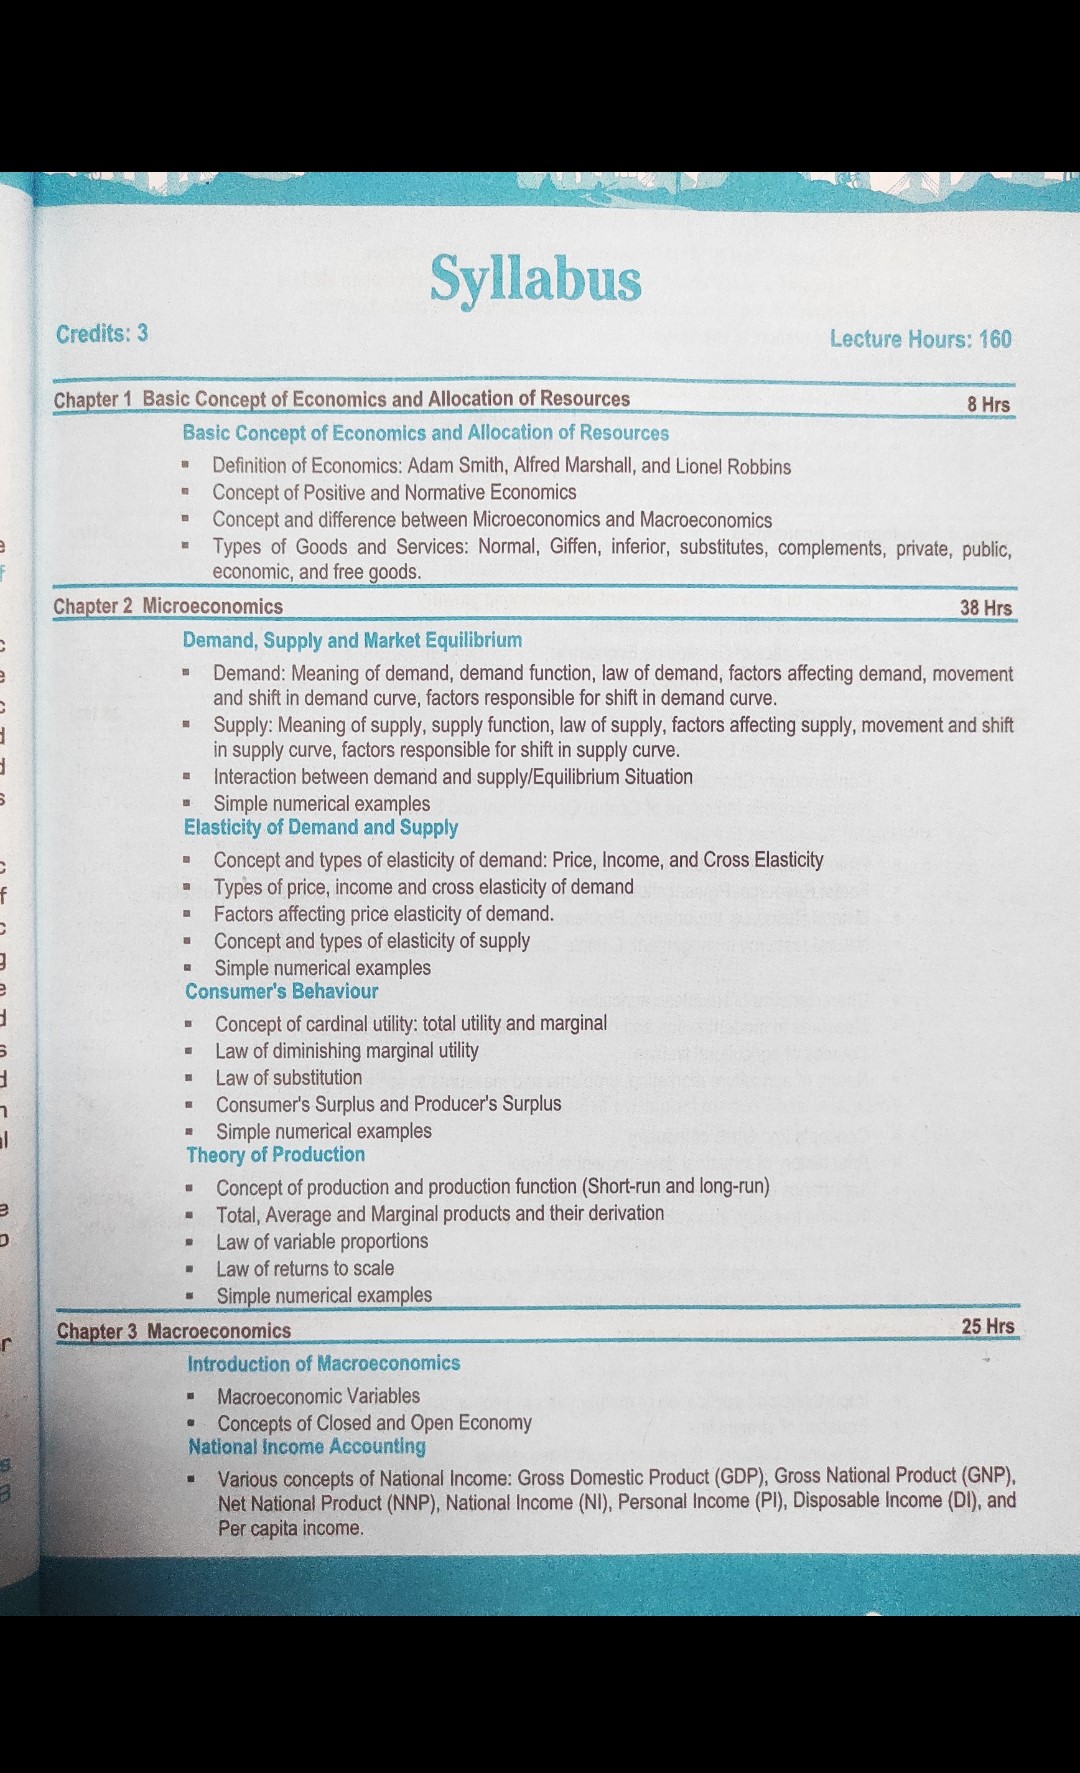 Syllabus
Credits: 3
Lecture Hours: 160
Chapter 1 Basic Concept of Economics and Allocation of Resources 8 Hrs
Basic Concept of Economics and Allocation of Resources
▪ Definition of Economics: Adam Smith, Alfred Marshall, and Lionel Robbins
▪ Concept of Positive and Normative Economics
▪ Concept and difference between Microeconomics and Macroeconomics
▪ Types of Goods and Services: Normal, Giffen, inferior, substitutes, complements, private, public,
economic, and free goods.
Chapter 2 Microeconomics 38 Hrs
Demand, Supply and Market Equilibrium
▪ Demand: Meaning of demand, demand function, law of demand, factors affecting demand, movement
and shift in demand curve, factors responsible for shift in demand curve.
▪ Supply: Meaning of supply, supply function, law of supply, factors affecting supply, movement and shift
in supply curve, factors responsible for shift in supply curve.
▪ Interaction between demand and supply/Equilibrium Situation
▪ Simple numerical examples
Elasticity of Demand and Supply
▪ Concept and types of elasticity of demand: Price, Income, and Cross Elasticity
▪ Types of price, income and cross elasticity of demand
▪ Factors affecting price elasticity of demand.
▪ Concept and types of elasticity of supply
▪ Simple numerical examples
Consumer's Behaviour
▪ Concept of cardinal utility: total utility and marginal
▪ Law of diminishing marginal utility
▪ Law of substitution
▪ Consumer's Surplus and Producer's Surplus
▪ Simple numerical examples
Theory of Production
▪ Concept of production and production function (Short-run and long-run)
▪ Total, Average and Marginal products and their derivation
▪ Law of variable proportions
▪ Law of returns to scale
▪ Simple numerical examples
Chapter 3 Macroeconomics 25 Hrs
Introduction of Macroeconomics
▪ Macroeconomic Variables
▪ Concepts of Closed and Open Economy
National Income Accounting
▪ Various concepts of National Income: Gross Domestic Product (GDP), Gross National Product (GNP),
Net National Product (NNP), National Income (NI), Personal Income (PI), Disposable Income (DI), and
Per capita income.